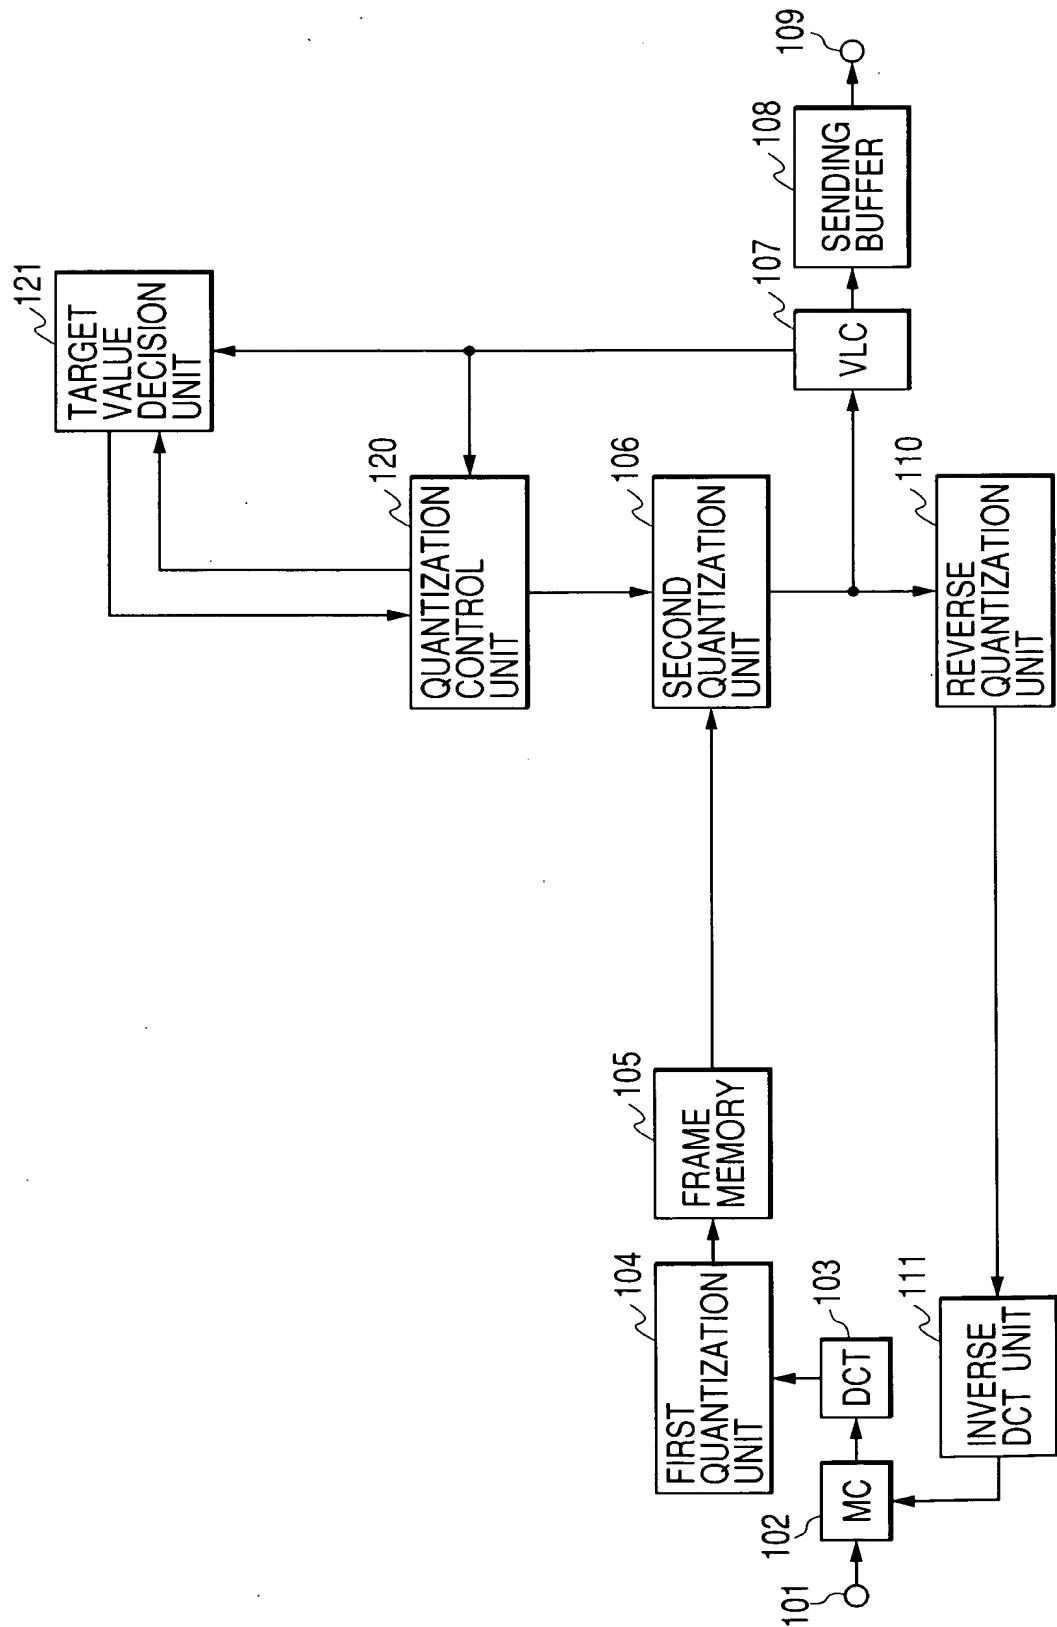 101
102
MC
103
DCT
104
FIRST
QUANTIZATION
UNIT
105
FRAME
MEMORY
106
SECOND
QUANTIZATION
UNIT
120
QUANTIZATION
CONTROL
UNIT
121
TARGET
VALUE
DECISION
UNIT
107
VLC
108
SENDING
BUFFER
109
110
REVERSE
QUANTIZATION
UNIT
111
INVERSE
DCT UNIT